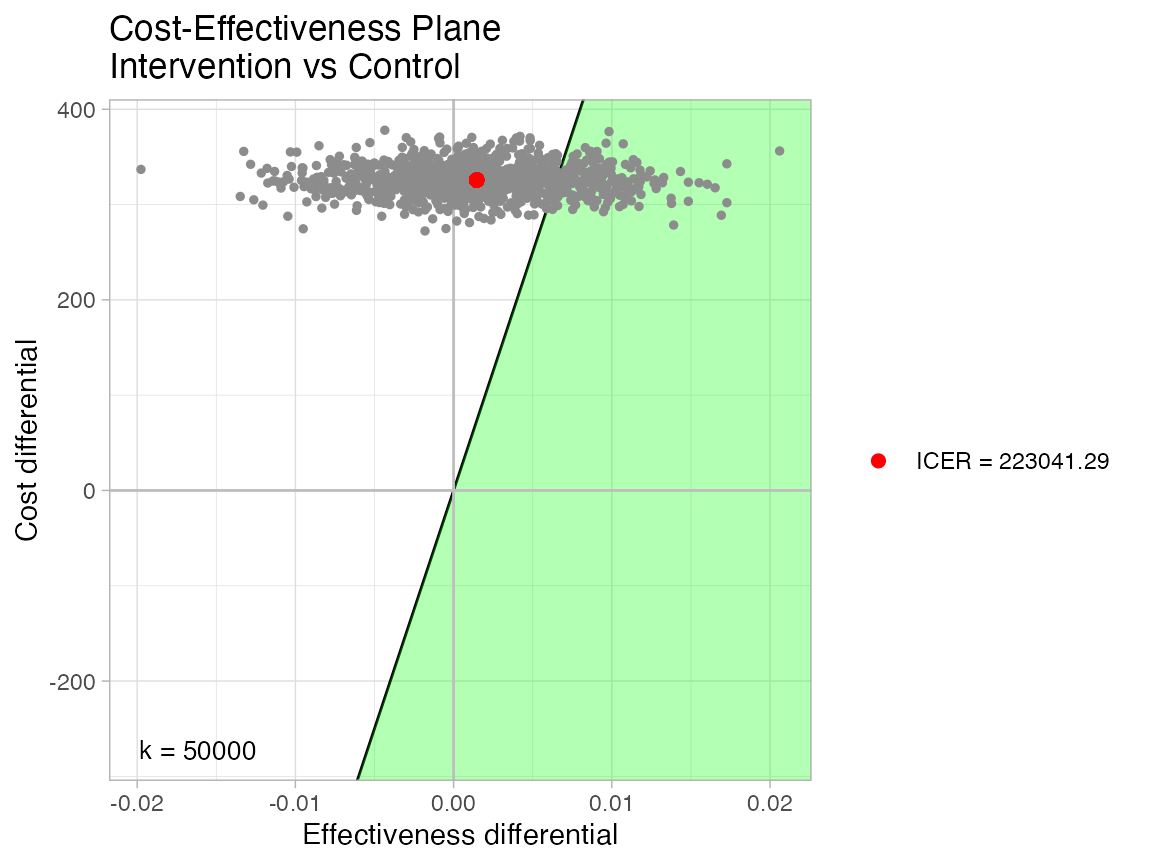 Cost-Effectiveness Plane
Intervention vs Control
400
200
0
-200
Cost differential
k = 50000
-0.02
-0.01
0.00
0.01
0.02
Effectiveness differential
ICER = 223041.29